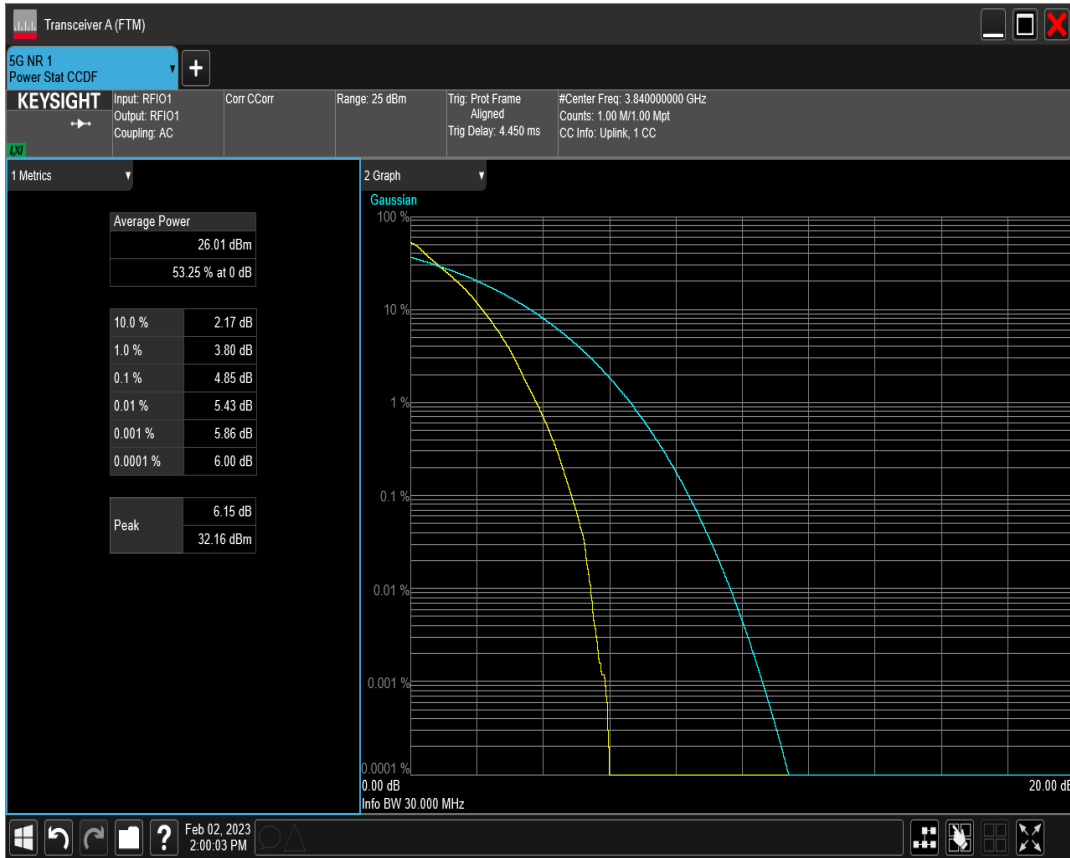 Transceiver A (FTM)
5G NR 1
Power Stat CCDF
+
KEYSIGHT
LXI
Input: RFIO1
Output: RFIO1
Coupling: AC
Corr CCorr
Range: 25 dBm
Trig: Prot Frame
Aligned
Trig Delay: 4.450 ms
#Center Freq: 3.840000000 GHz
Counts: 1.00 M/1.00 Mpt
CC Info: Uplink, 1 CC
1 Metrics
Average Power
26.01 dBm
53.25 % at 0 dB
10.0 % 2.17 dB
1.0 % 3.80 dB
0.1 % 4.85 dB
0.01 % 5.43 dB
0.001 % 5.86 dB
0.0001 % 6.00 dB
Peak
6.15 dB
32.16 dBm
2 Graph
Gaussian
100 %
10 %
1 %
0.1 %
0.01 %
0.001 %
0.0001 %
0.00 dB 20.00 dB
Info BW 30.000 MHz
?
Feb 02, 2023
2:00:03 PM